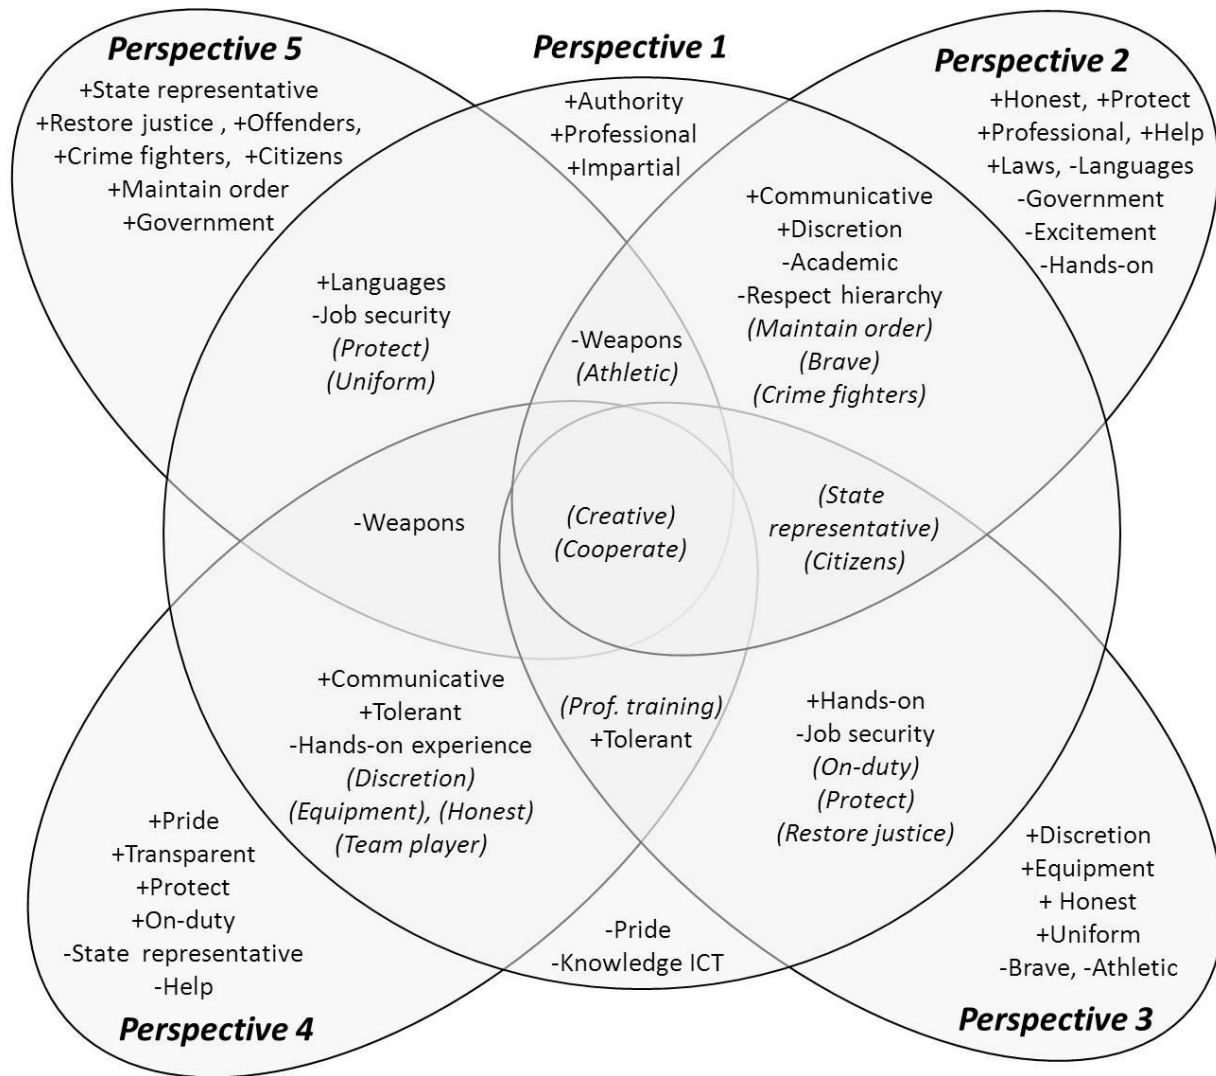 Perspective 5
+State representative
+Restore justice , +Offenders,
+Crime fighters, +Citizens
+Maintain order
+Government
Perspective 1
+Authority
+Professional
+Impartial
Perspective 2
+Honest, +Protect
+Professional, +Help
+Laws, -Languages
-Government
-Excitement
-Hands-on
+Languages
-Job security
(Protect)
(Uniform)
-Weapons
(Athletic)
+Communicative
+Discretion
-Academic
-Respect hierarchy
(Maintain order)
(Brave)
(Crime fighters)
-Weapons
(Creative)
(Cooperate)
(State
representative)
(Citizens)
+Communicative
+Tolerant
-Hands-on experience
(Discretion)
(Equipment), (Honest)
(Team player)
(Prof. training)
+Tolerant
+Hands-on
-Job security
(On-duty)
(Protect)
(Restore justice)
+Pride
+Transparent
+Protect
+On-duty
-State representative
-Help
Perspective 4
-Pride
-Knowledge ICT
+Discretion
+Equipment
+ Honest
+Uniform
-Brave, -Athletic
Perspective 3